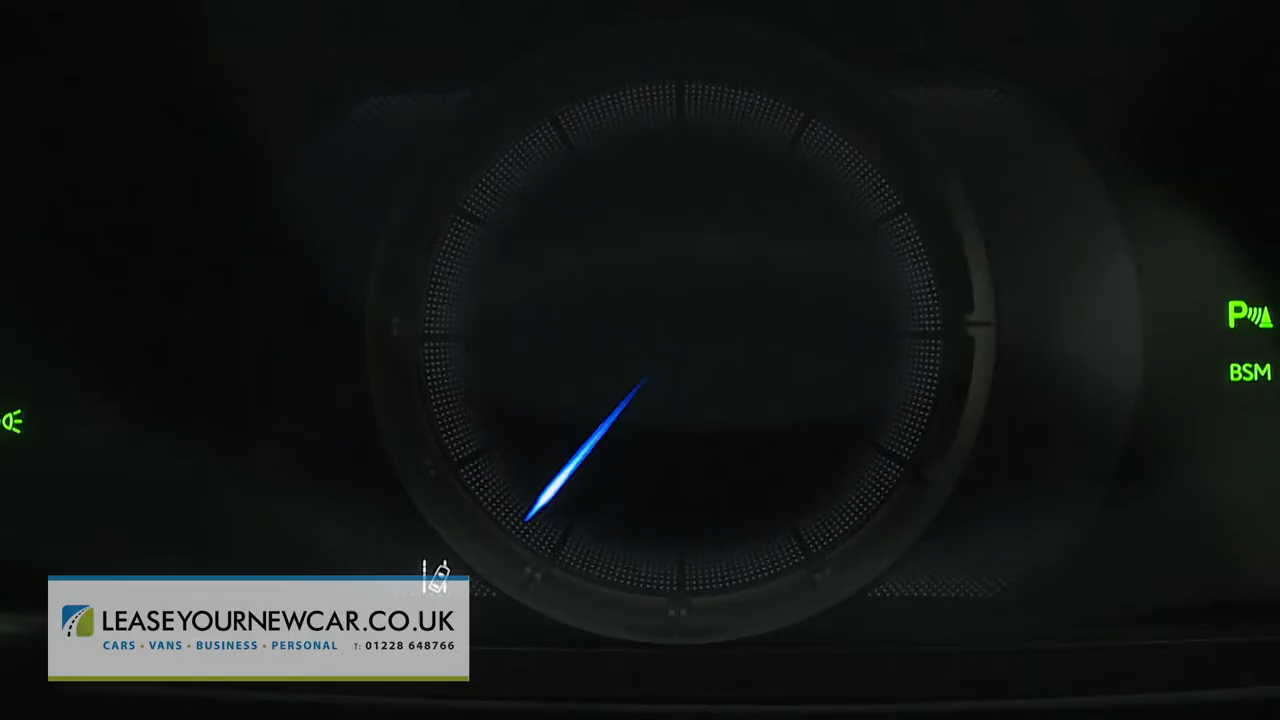 P
BSM
LEASEYOURNEWCAR.CO.UK
CARS • VANS • BUSINESS • PERSONAL T: 01228 648766